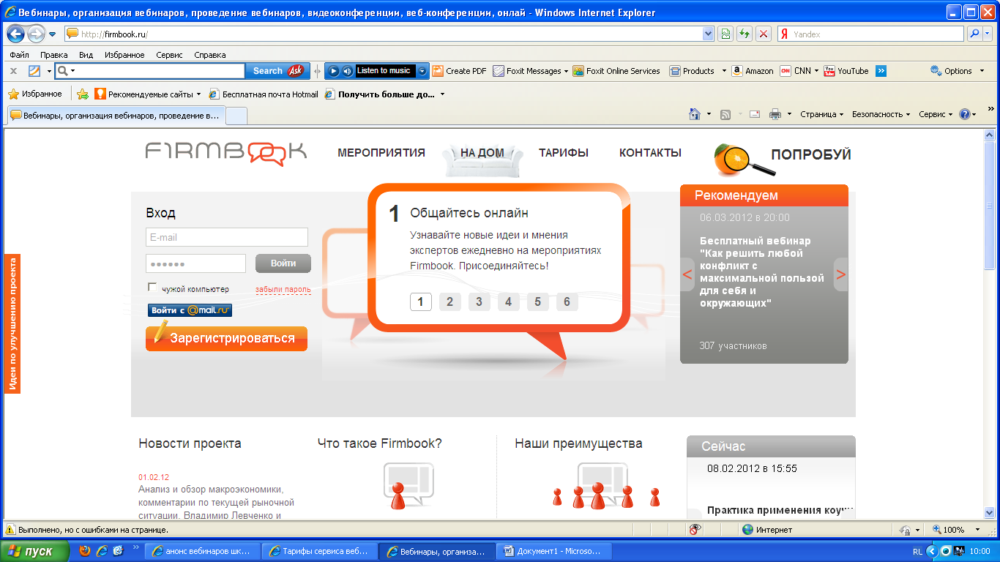 Вебинары, организация вебинаров, проведение вебинаров, видеоконференции, веб-конференции, онлай - Windows Internet Explorer
http://firmbook.ru/
Yandex
Файл Правка Вид Избранное Сервис Справка
Search Ask
Listen to music
Create PDF
Foxit Messages
Foxit Online Services
Products
Amazon
CNN
YouTube
Options
Избранное
Рекомендуемые сайты
Бесплатная почта Hotmail
Получить больше до...
Вебинары, организация вебинаров, проведение в...
Страница Безопасность Сервис
FIRMBOOK
МЕРОПРИЯТИЯ
НА ДОМ
ТАРИФЫ
КОНТАКТЫ
ПОПРОБУЙ
Идеи по улучшению проекта
Вход
E-mail
Войти
чужой компьютер
забыли пароль
Войти с @mail.ru
Зарегистрироваться
1 Общайтесь онлайн
Узнавайте новые идеи и мнения
экспертов ежедневно на мероприятиях
Firmbook. Присоединяйтесь!
1 2 3 4 5 6
Рекомендуем
06.03.2012 в 20:00
Бесплатный вебинар
"Как решить любой
конфликт с
максимальной пользой
для себя и
окружающих"
< >
307 участников
Новости проекта
01.02.12
Анализ и обзор макроэкономики,
комментарии по текущей рыночной
ситуации. Владимир Левченко и
Что такое Firmbook?
Наши преимущества
Сейчас
08.02.2012 в 15:55
Практика применения коуч
Выполнено, но с ошибками на странице.
Интернет
100%
пуск
анонс вебинаров шк...
Тарифы сервиса веб...
Вебинары, организа...
Документ1 - Microso...
RL
10:00